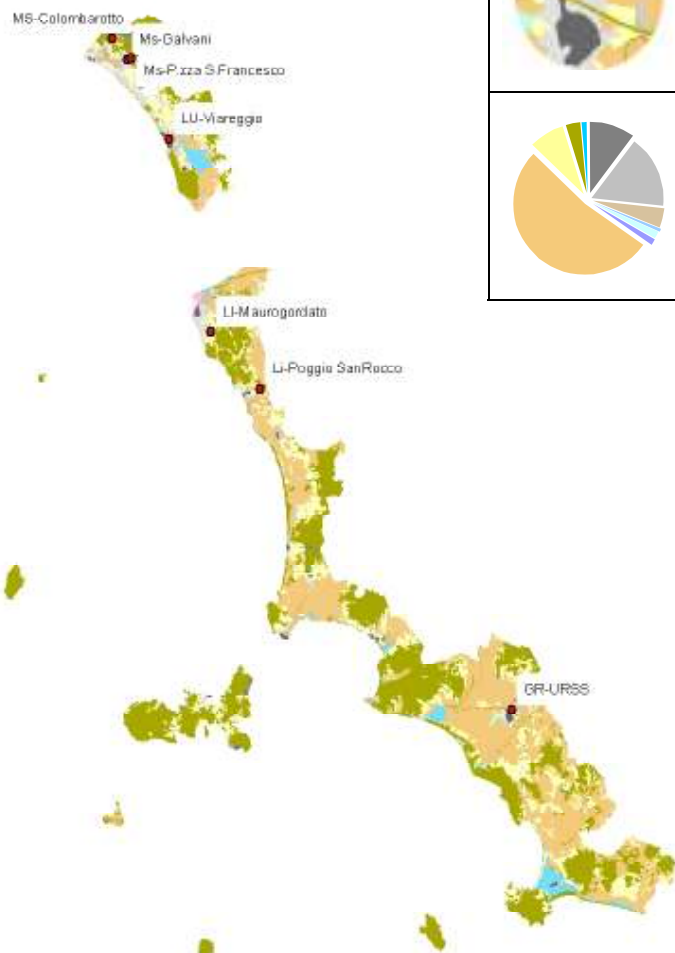 MS-Colombarotto
Ms-Galvani
Ms-P.zza S.Francesco
LU-Viareggio
LI-Maurogordato
Li-Poggio SanRocco
GR-URSS